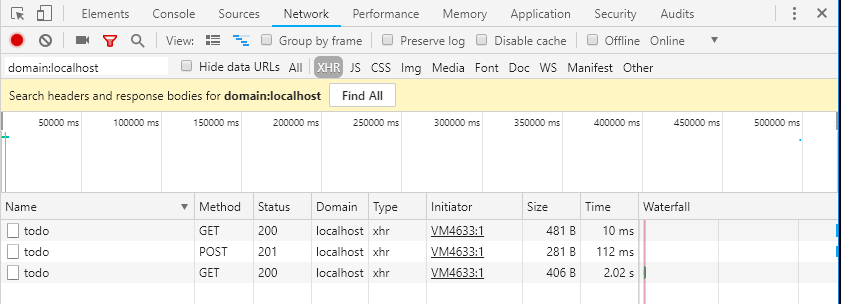 Elements Console Sources Network Performance Memory Application Security Audits
View: Group by frame Preserve log Disable cache Offline Online
domain:localhost Hide data URLs All XHR JS CSS Img Media Font Doc WS Manifest Other
Search headers and response bodies for domain:localhost Find All
50000 ms 100000 ms 150000 ms 200000 ms 250000 ms 300000 ms 350000 ms 400000 ms 450000 ms 500000 ms
Name Method Status Domain Type Initiator Size Time Waterfall
todo GET 200 localhost xhr VM4633:1 481 B 10 ms
todo POST 201 localhost xhr VM4633:1 281 B 112 ms
todo GET 200 localhost xhr VM4633:1 406 B 2.02 s